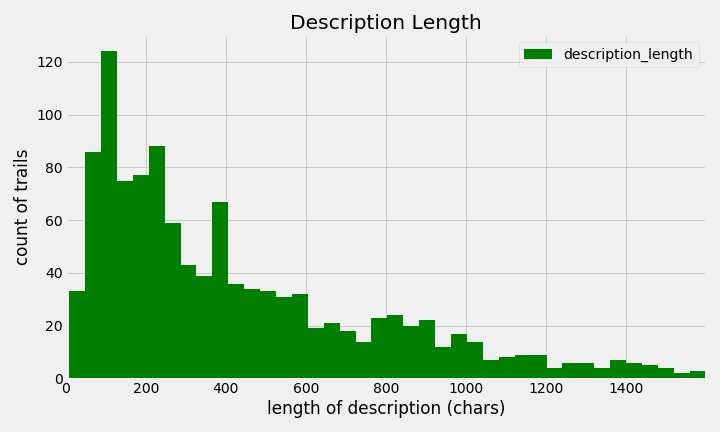 Description Length
description_length
count of trails
120
100
80
60
40
20
0
0 200 400 600 800 1000 1200 1400
length of description (chars)